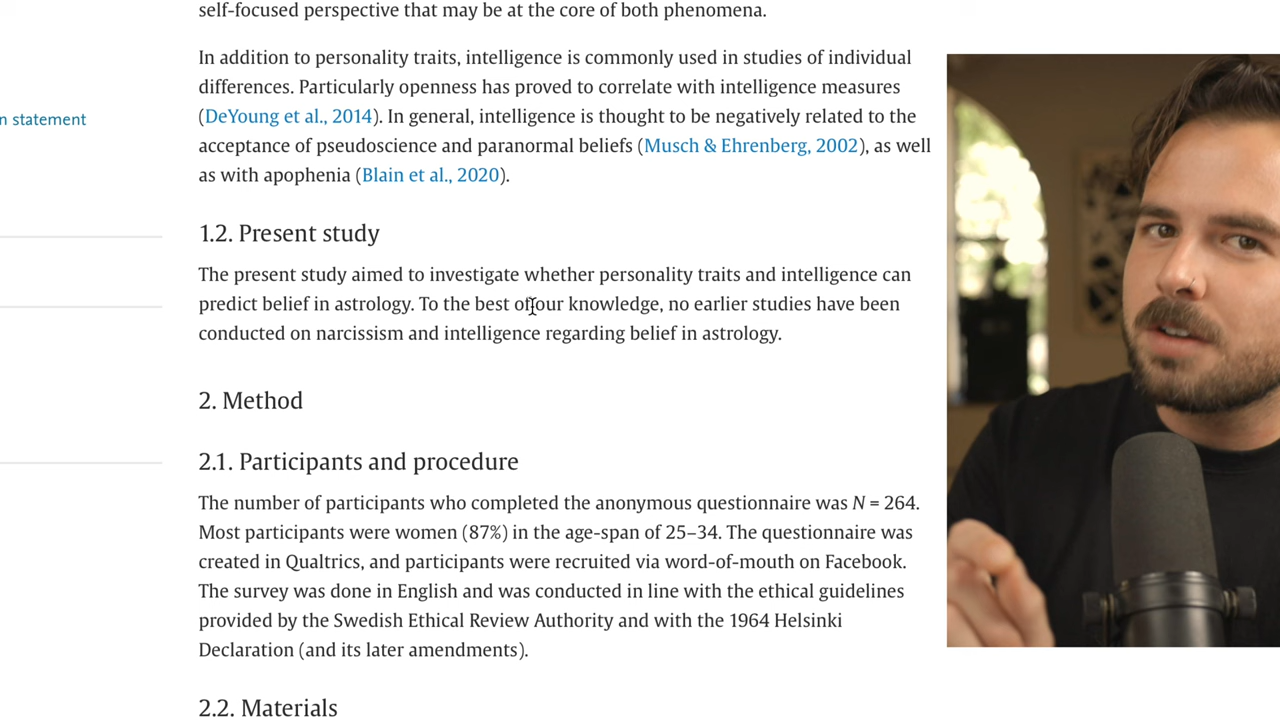 self-focused perspective that may be at the core of both phenomena.
In addition to personality traits, intelligence is commonly used in studies of individual
differences. Particularly openness has proved to correlate with intelligence measures
(DeYoung et al., 2014). In general, intelligence is thought to be negatively related to the
acceptance of pseudoscience and paranormal beliefs (Musch & Ehrenberg, 2002), as well
as with apophenia (Blain et al., 2020).
n statement
1.2. Present study
The present study aimed to investigate whether personality traits and intelligence can
predict belief in astrology. To the best of our knowledge, no earlier studies have been
conducted on narcissism and intelligence regarding belief in astrology.
2. Method
2.1. Participants and procedure
The number of participants who completed the anonymous questionnaire was N = 264.
Most participants were women (87%) in the age-span of 25–34. The questionnaire was
created in Qualtrics, and participants were recruited via word-of-mouth on Facebook.
The survey was done in English and was conducted in line with the ethical guidelines
provided by the Swedish Ethical Review Authority and with the 1964 Helsinki
Declaration (and its later amendments).
2.2. Materials